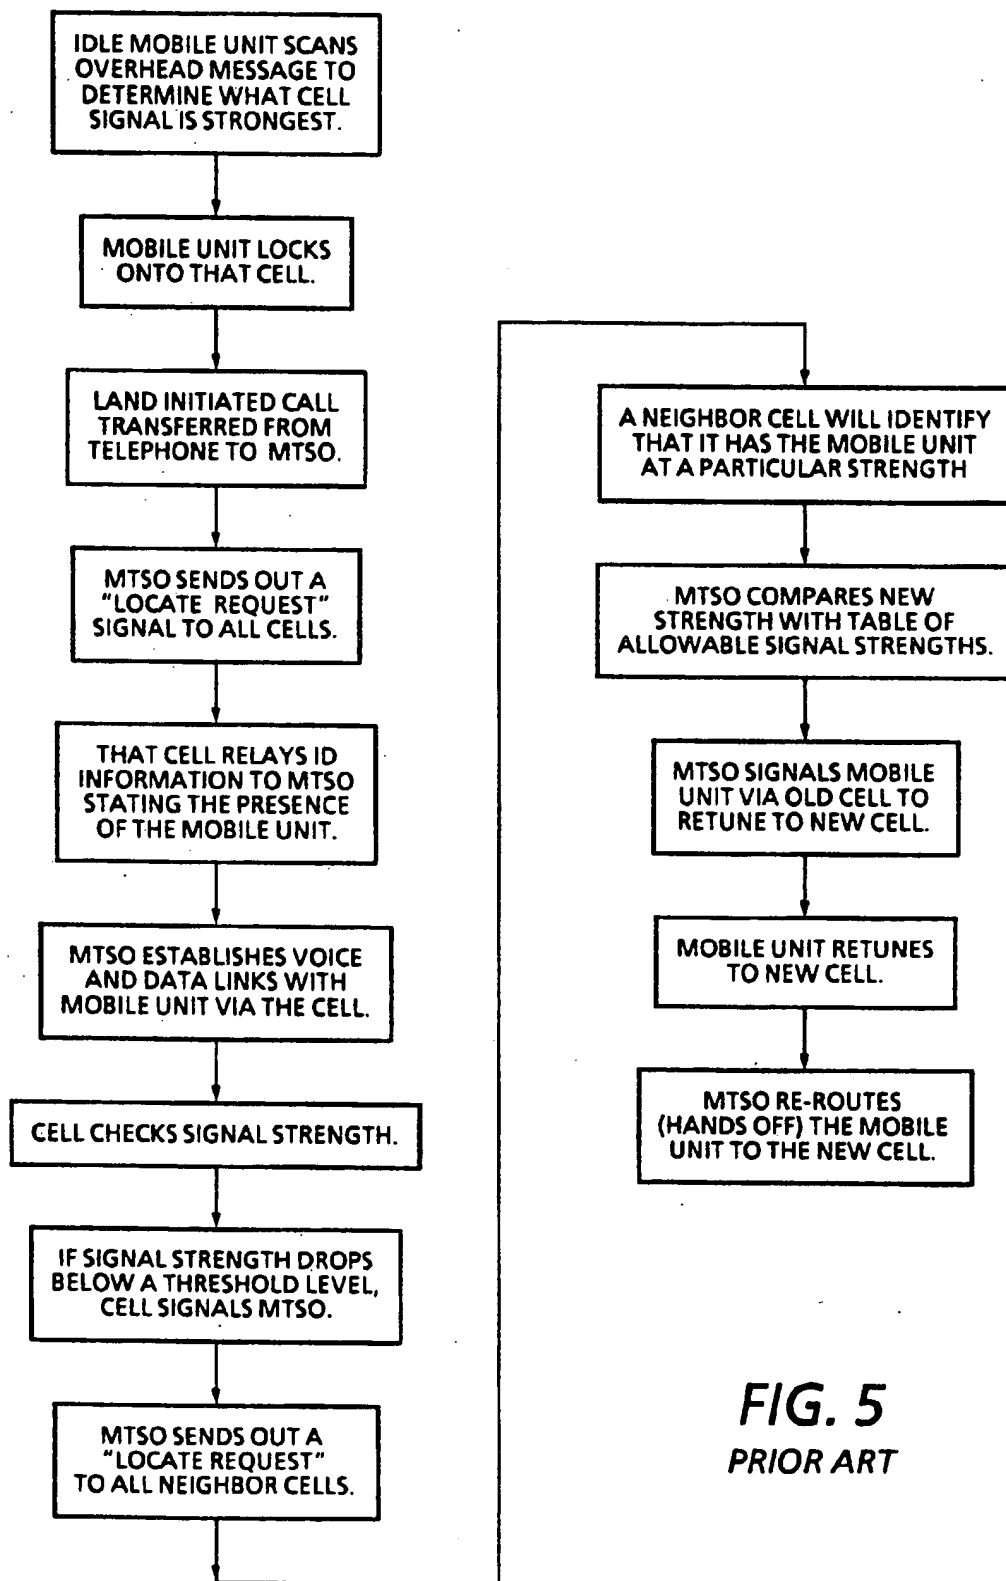 IDLE MOBILE UNIT SCANS
OVERHEAD MESSAGE TO
DETERMINE WHAT CELL
SIGNAL IS STRONGEST.
MOBILE UNIT LOCKS
ONTO THAT CELL.
LAND INITIATED CALL
TRANSFERRED FROM
TELEPHONE TO MTSO.
MTSO SENDS OUT A
"LOCATE REQUEST"
SIGNAL TO ALL CELLS.
THAT CELL RELAYS ID
INFORMATION TO MTSO
STATING THE PRESENCE
OF THE MOBILE UNIT.
MTSO ESTABLISHES VOICE
AND DATA LINKS WITH
MOBILE UNIT VIA THE CELL.
CELL CHECKS SIGNAL STRENGTH.
IF SIGNAL STRENGTH DROPS
BELOW A THRESHOLD LEVEL,
CELL SIGNALS MTSO.
MTSO SENDS OUT A
"LOCATE REQUEST"
TO ALL NEIGHBOR CELLS.
A NEIGHBOR CELL WILL IDENTIFY
THAT IT HAS THE MOBILE UNIT
AT A PARTICULAR STRENGTH
MTSO COMPARES NEW
STRENGTH WITH TABLE OF
ALLOWABLE SIGNAL STRENGTHS.
MTSO SIGNALS MOBILE
UNIT VIA OLD CELL TO
RETUNE TO NEW CELL.
MOBILE UNIT RETUNES
TO NEW CELL.
MTSO RE-ROUTES
(HANDS OFF) THE MOBILE
UNIT TO THE NEW CELL.
FIG. 5
PRIOR ART